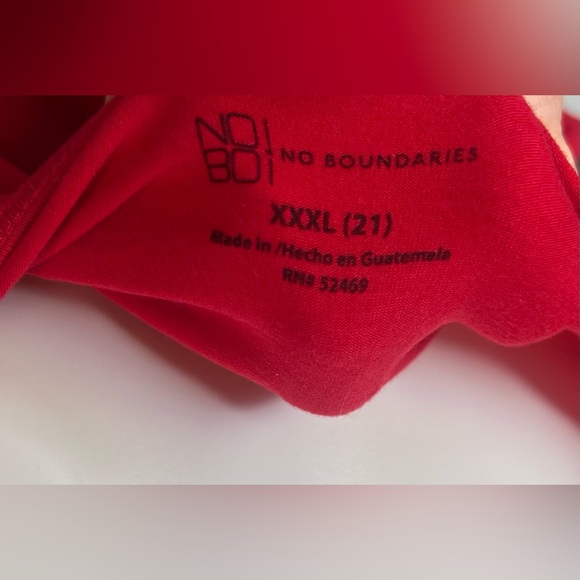 NO
BO
NO BOUNDARIES
XXXL (21)
Made in /Hecho en Guatemala
RN# 52469